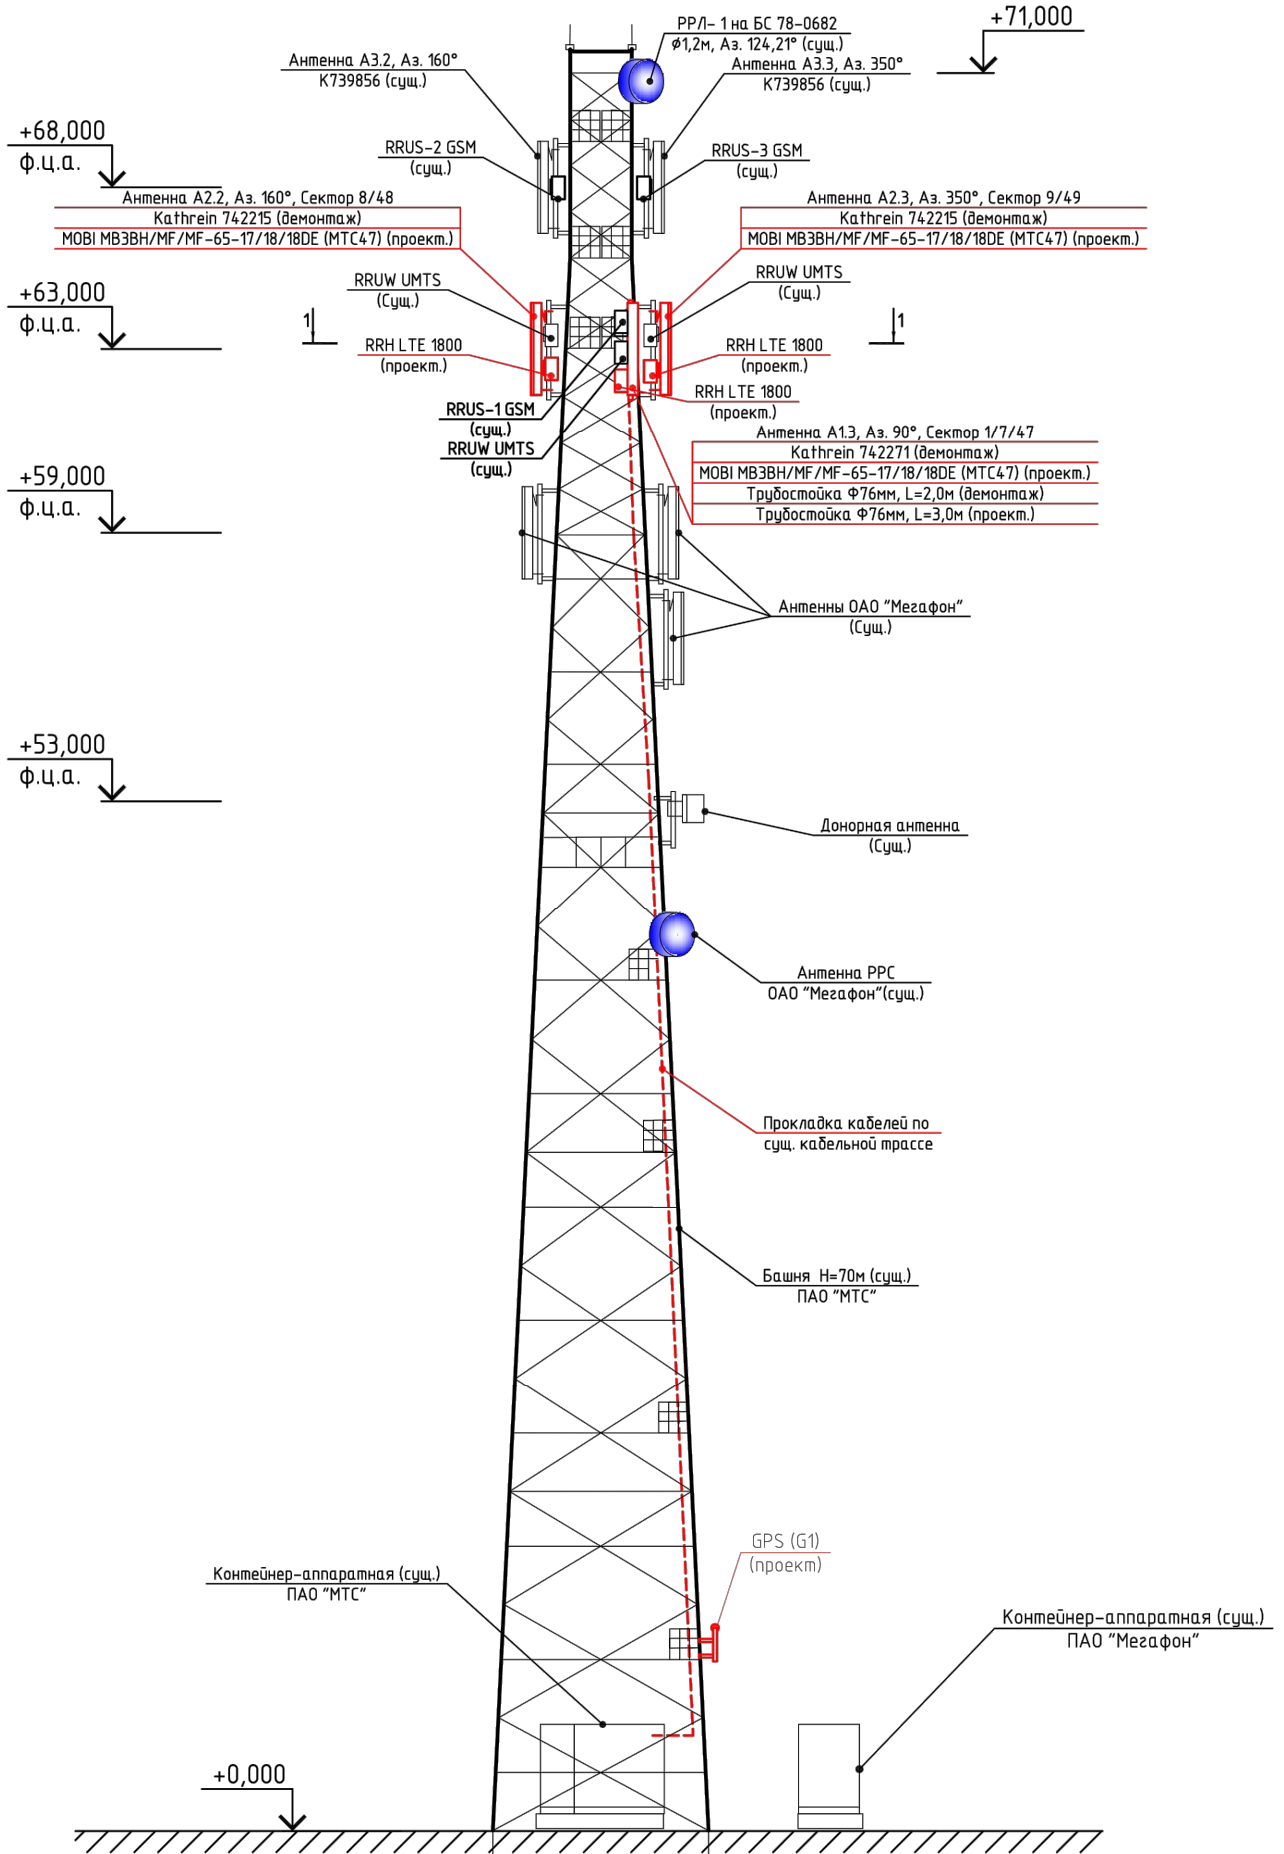 РРЛ- 1 на БС 78-0682
ф1,2м, Аз. 124,21° (сущ.)
+71,000
Антенна А3.2, Аз. 160°
К739856 (сущ.)
Антенна А3.3, Аз. 350°
К739856 (сущ.)
+68,000
ф.ц.а.
RRUS-2 GSM
(сущ.)
RRUS-3 GSM
(сущ.)
Антенна А2.2, Аз. 160°, Сектор 8/48
Kathrein 742215 (демонтаж)
MOBI MB3BH/MF/MF-65-17/18/18DE (МТС47) (проект.)
Антенна А2.3, Аз. 350°, Сектор 9/49
Kathrein 742215 (демонтаж)
MOBI MB3BH/MF/MF-65-17/18/18DE (МТС47) (проект.)
+63,000
ф.ц.а.
RRUW UMTS
(Сущ.)
RRUW UMTS
(Сущ.)
1
1
RRH LTE 1800
(проект.)
RRH LTE 1800
(проект.)
RRH LTE 1800
(проект.)
RRUS-1 GSM
(сущ.)
RRUW UMTS
(сущ.)
Антенна А1.3, Аз. 90°, Сектор 1/7/47
Kathrein 742271 (демонтаж)
MOBI MB3BH/MF/MF-65-17/18/18DE (МТС47) (проект.)
Трубостойка Ф76мм, L=2,0м (демонтаж)
Трубостойка Ф76мм, L=3,0м (проект.)
+59,000
ф.ц.а.
Антенны ОАО "Мегафон"
(Сущ.)
+53,000
ф.ц.а.
Донорная антенна
(Сущ.)
Антенна РРС
ОАО "Мегафон"(сущ.)
Прокладка кабелей по
сущ. кабельной трассе
Башня Н=70м (сущ.)
ПАО "МТС"
GPS (G1)
(проект)
Контейнер-аппаратная (сущ.)
ПАО "МТС"
Контейнер-аппаратная (сущ.)
ПАО "Мегафон"
+0,000